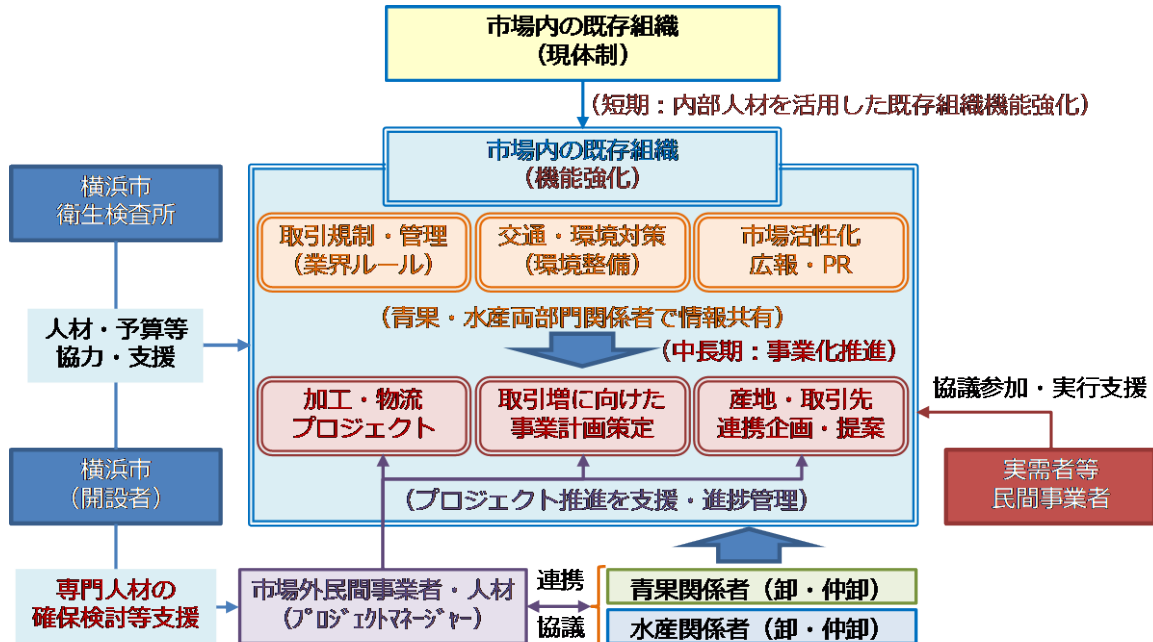 市場内の既存組織
(現体制)
(短期：内部人材を活用した既存組織機能強化)
市場内の既存組織
(機能強化)
横浜市
衛生検査所
取引規制・管理
(業界ルール)
交通・環境対策
(環境整備)
市場活性化
広報・PR
(青果・水産両部門関係者で情報共有)
人材・予算等
協力・支援
(中長期：事業化推進)
加工・物流
プロジェクト
取引増に向けた
事業計画策定
産地・取引先
連携企画・提案
協議参加・実行支援
横浜市
(開設者)
(プロジェクト推進を支援・進捗管理)
実需者等
民間事業者
専門人材の
確保検討等支援
市場外民間事業者・人材
(ﾌﾟﾛｼﾞｪｸﾄﾏﾈｰｼﾞｬｰ)
連携
協議
青果関係者（卸・仲卸）
水産関係者（卸・仲卸）